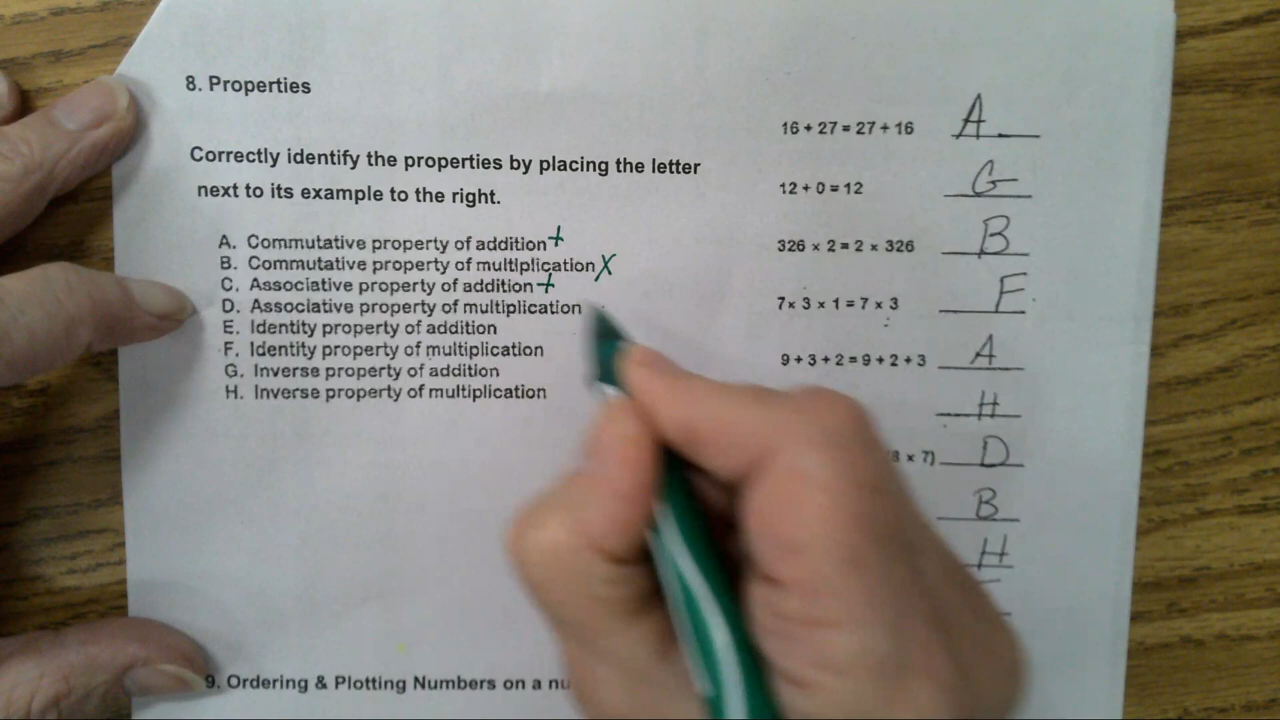 8. Properties
Correctly identify the properties by placing the letter
next to its example to the right.
A. Commutative property of addition +
B. Commutative property of multiplication X
C. Associative property of addition +
D. Associative property of multiplication
E. Identity property of addition
F. Identity property of multiplication
G. Inverse property of addition
H. Inverse property of multiplication
16 + 27 = 27 + 16 A
12 + 0 = 12 G
326 × 2 = 2 × 326 B
7× 3 × 1 = 7 × 3 F
9 + 3 + 2 = 9 + 2 + 3 A
H
× 7) D
B
H
9. Ordering & Plotting Numbers on a